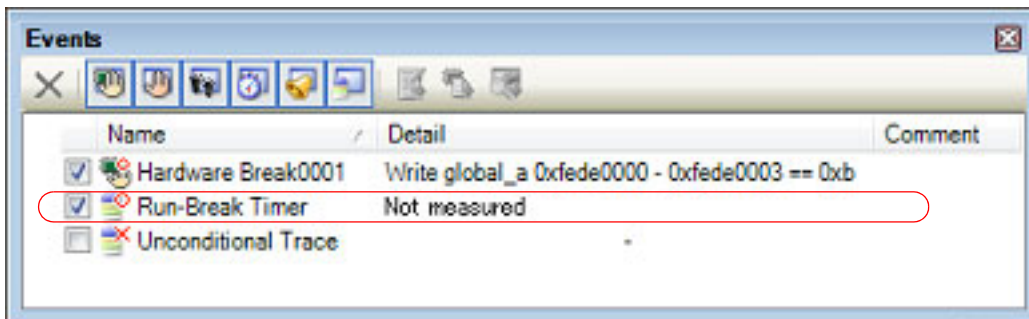 Events
Name Detail Comment
Hardware Break0001 Write global_a 0xfede0000 - 0xfede0003 == 0xb
Run-Break Timer Not measured
Unconditional Trace -